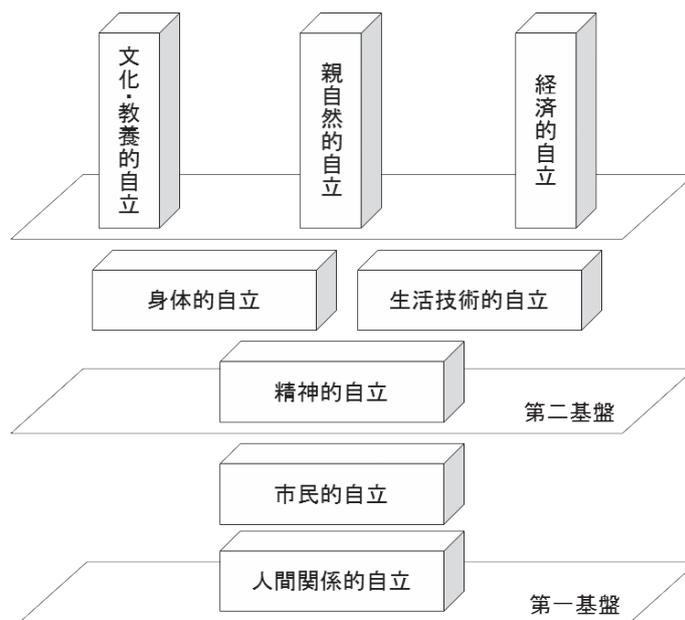 文化・教養的自立
親自然的自立
経済的自立
身体的自立
生活技術的自立
精神的自立
第二基盤
市民的自立
人間関係的自立
第一基盤